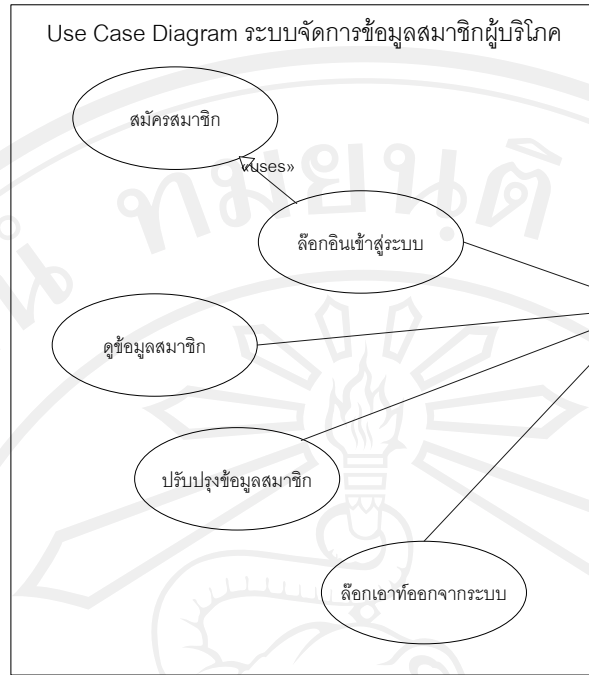 Use Case Diagram ระบบจัดการข้อมูลสมาชิกผู้บริโภค
สมัครสมาชิก
«uses»
ล๊อกอินเข้าสู่ระบบ
ดูข้อมูลสมาชิก
ปรับปรุงข้อมูลสมาชิก
ล๊อกเอาท์ออกจากระบบ